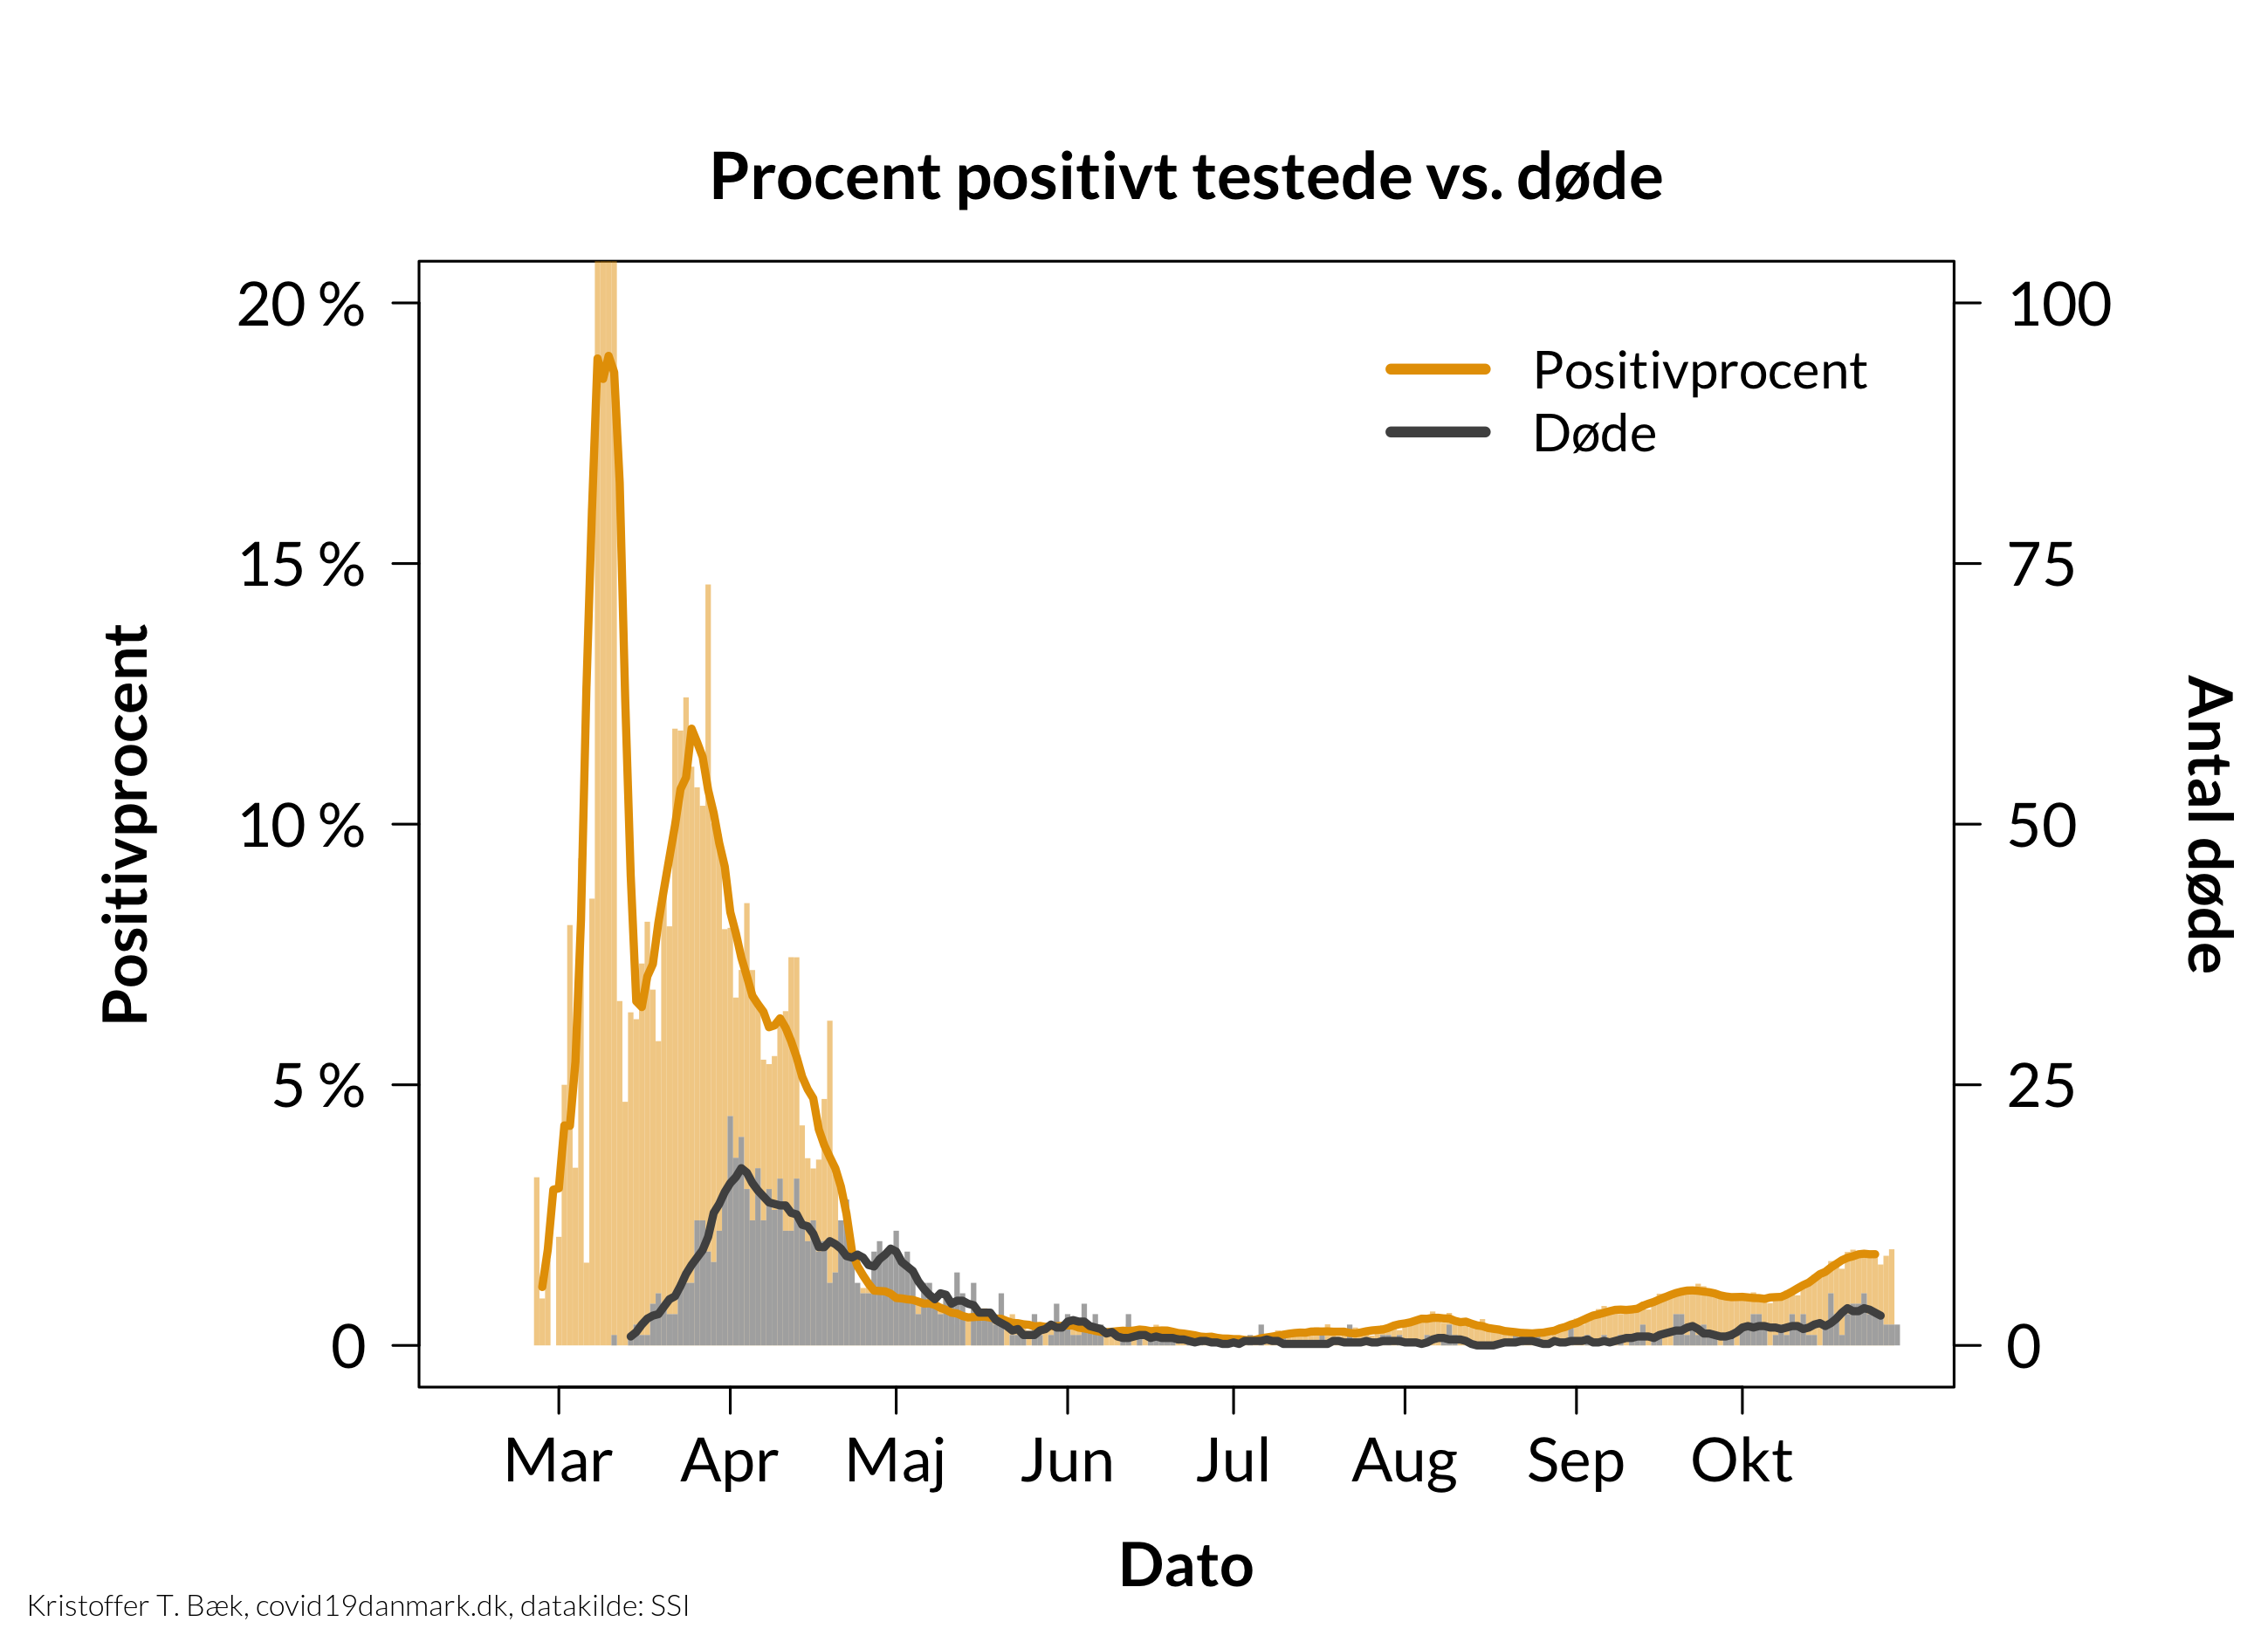 Procent positivt testede vs. døde
20 %
15 %
10 %
5 %
0
Positivprocent
100
75
50
25
0
Antal døde
Positivprocent
Døde
Mar Apr Maj Jun Jul Aug Sep Okt
Dato
Kristoffer T. Bæk, covid19danmark.dk, datakilde: SSI